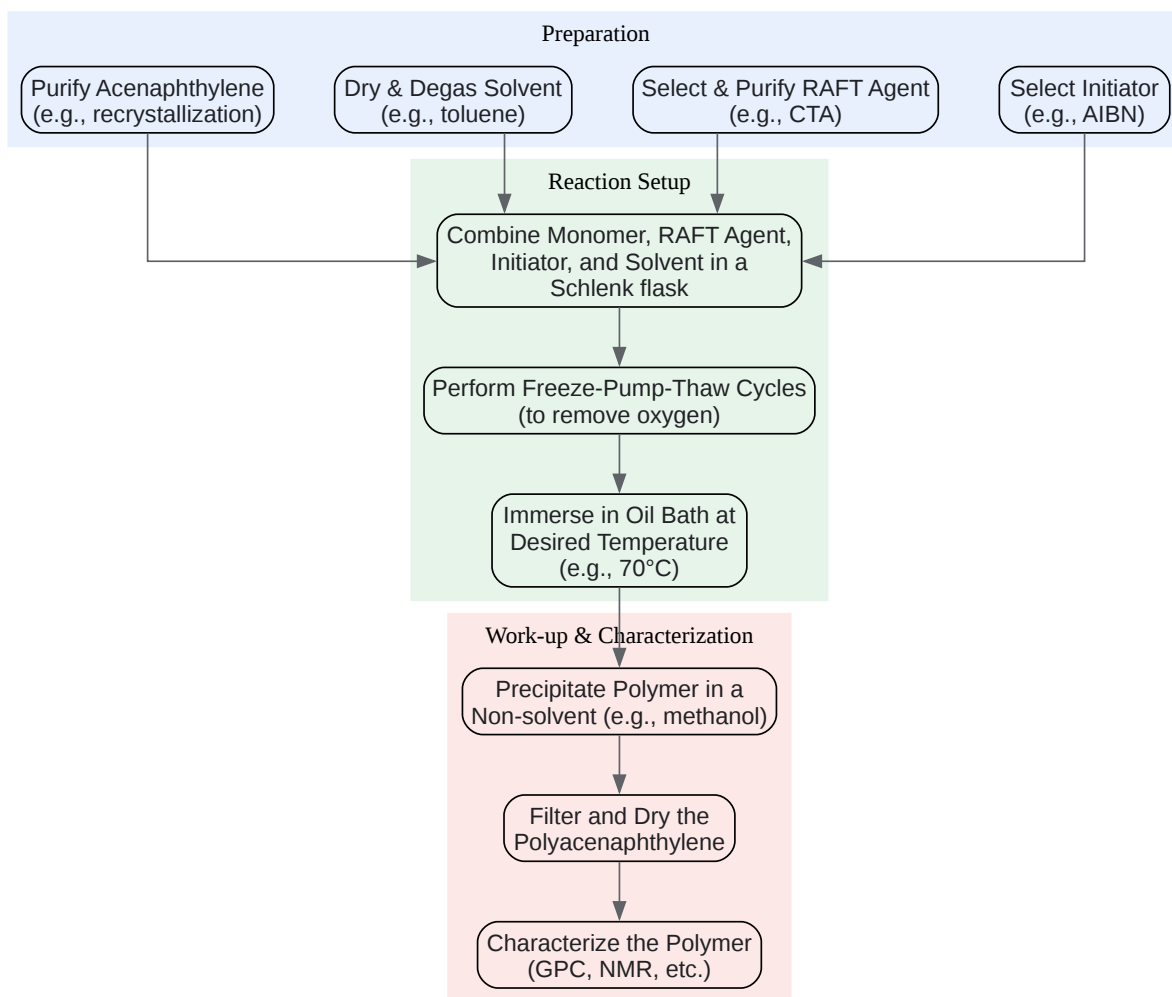 Preparation
Purify Acenaphthylene
(e.g., recrystallization)
Dry & Degas Solvent
(e.g., toluene)
Select & Purify RAFT Agent
(e.g., CTA)
Select Initiator
(e.g., AIBN)
Reaction Setup
Combine Monomer, RAFT Agent,
Initiator, and Solvent in a
Schlenk flask
Perform Freeze-Pump-Thaw Cycles
(to remove oxygen)
Immerse in Oil Bath at
Desired Temperature
(e.g., 70°C)
Work-up & Characterization
Precipitate Polymer in a
Non-solvent (e.g., methanol)
Filter and Dry the
Polyacenaphthylene
Characterize the Polymer
(GPC, NMR, etc.)